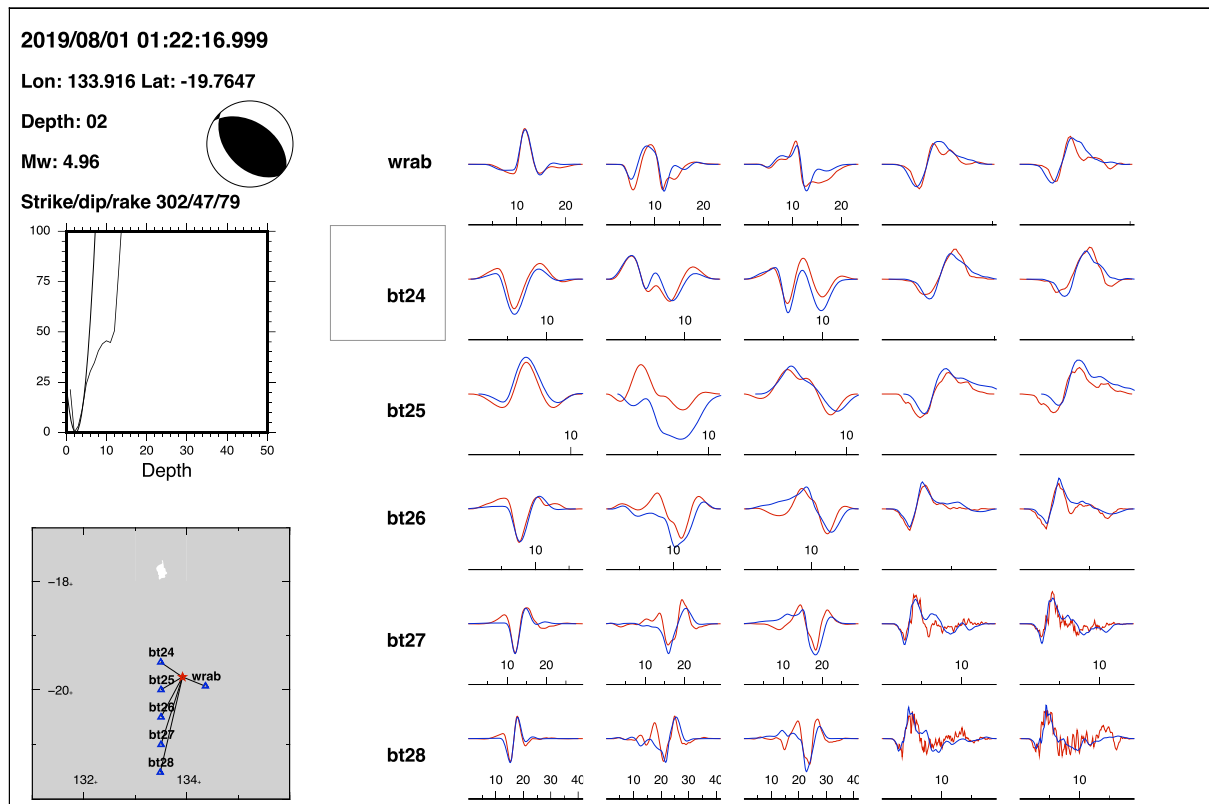 2019/08/01 01:22:16.999
Lon: 133.916 Lat: -19.7647
Depth: 02
Mw: 4.96
Strike/dip/rake 302/47/79
100
75
50
25
0
0 10 20 30 40 50
Depth
−18
−20
132
134
bt24
bt25
wrab
bt26
bt27
bt28
wrab
10 20
10 20
10 20
bt24
10
10
10
bt25
10
10
10
bt26
10
10
10
bt27
10 20
10 20
10 20
10
10
bt28
10 20 30 40
10 20 30 40
10 20 30 40
10
10